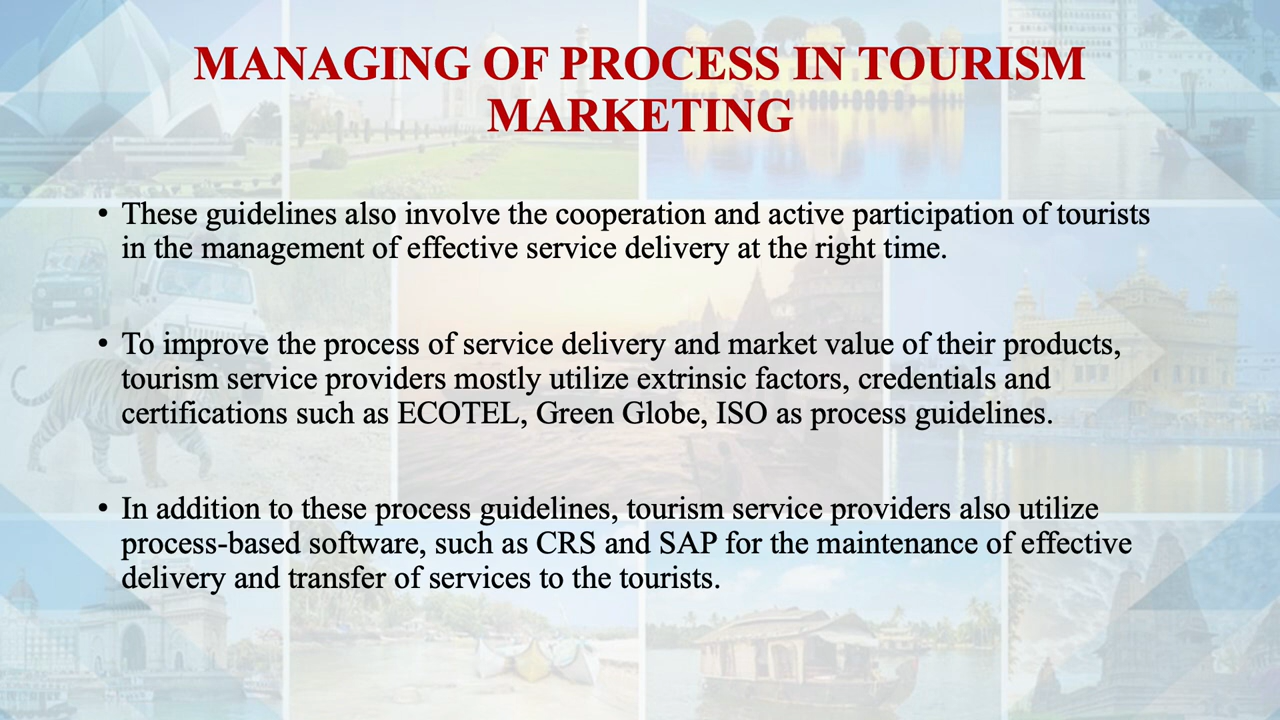 MANAGING OF PROCESS IN TOURISM
MARKETING
• These guidelines also involve the cooperation and active participation of tourists
in the management of effective service delivery at the right time.
• To improve the process of service delivery and market value of their products,
tourism service providers mostly utilize extrinsic factors, credentials and
certifications such as ECOTEL, Green Globe, ISO as process guidelines.
• In addition to these process guidelines, tourism service providers also utilize
process-based software, such as CRS and SAP for the maintenance of effective
delivery and transfer of services to the tourists.